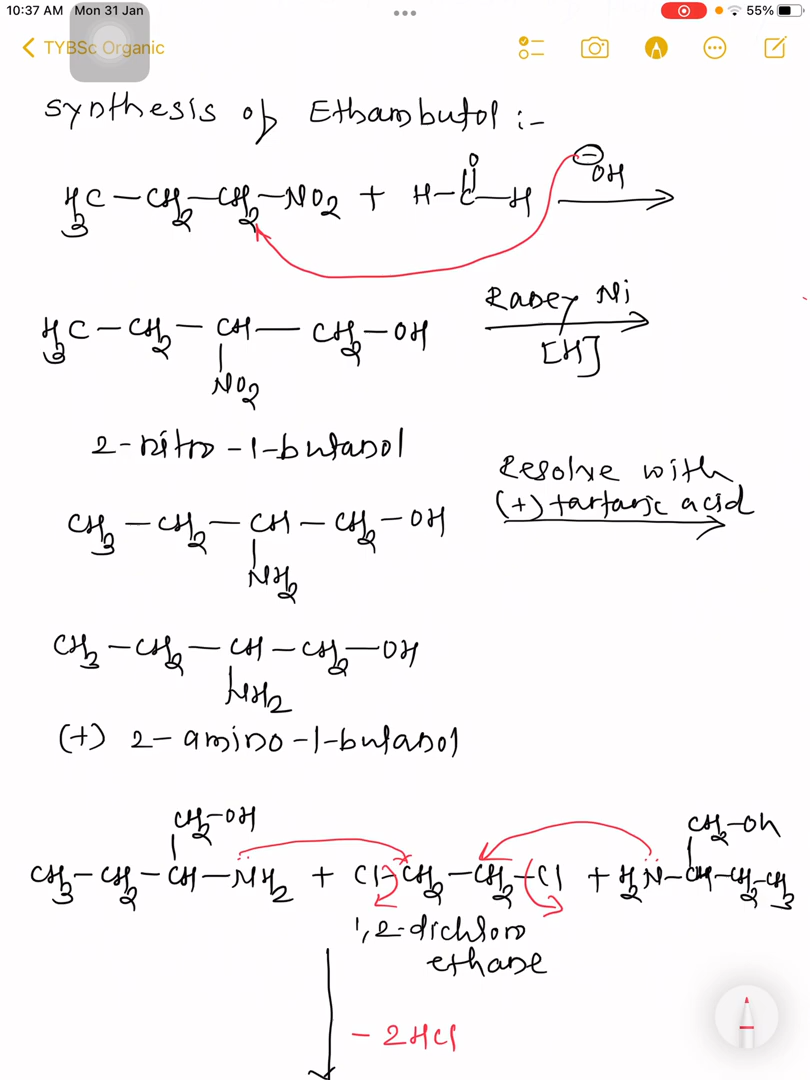 10:37 AM Mon 31 Jan
55%
TYBSc Organic
Synthesis of Ethambutol :-
H3C — CH2 — CH2 — NO2 + H — C — H
O
⊖OH
H3C — CH2 — CH — CH2 — OH
NO2
Raney Ni
[H]
2-nitro-1-butanol
CH3 — CH2 — CH — CH2 — OH
NH2
Resolve with
(+) tartaric acid
CH3 — CH2 — CH — CH2 — OH
NH2
(+) 2-amino-1-butanol
CH2-OH
CH2-OH
CH3 — CH2 — CH — NH2 + Cl — CH2 — CH2 — Cl + H2N — CH — CH2 — CH3
1,2-dichloro
ethane
- 2HCl